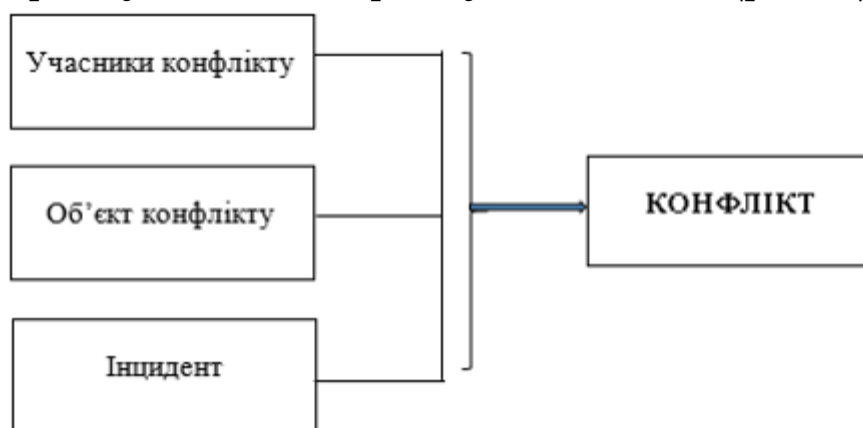 Учасники конфлікту
Об’єкт конфлікту
КОНФЛІКТ
Інцидент